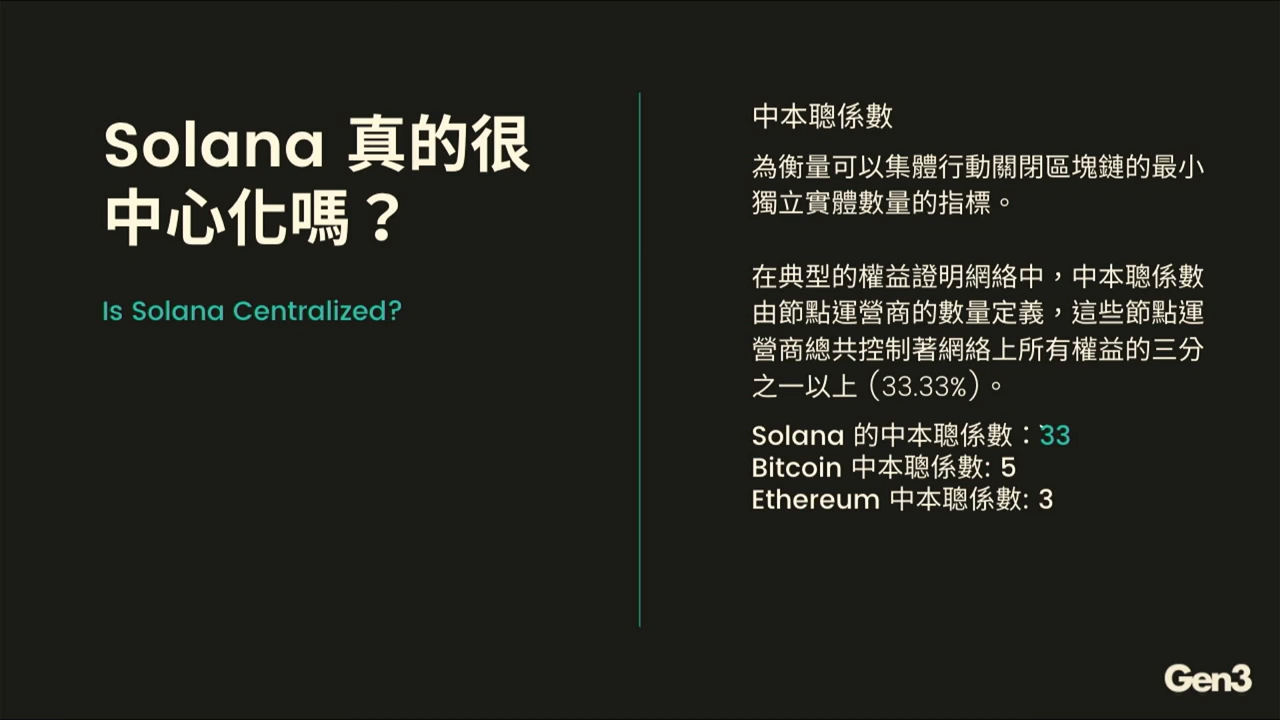 Solana 真的很
中心化嗎？
Is Solana Centralized?
中本聰係數
為衡量可以集體行動關閉區塊鏈的最小
獨立實體數量的指標。
在典型的權益證明網絡中，中本聰係數
由節點運營商的數量定義，這些節點運
營商總共控制著網絡上所有權益的三分
之一以上（33.33%）。
Solana 的中本聰係數：33
Bitcoin 中本聰係數: 5
Ethereum 中本聰係數: 3
Gen3